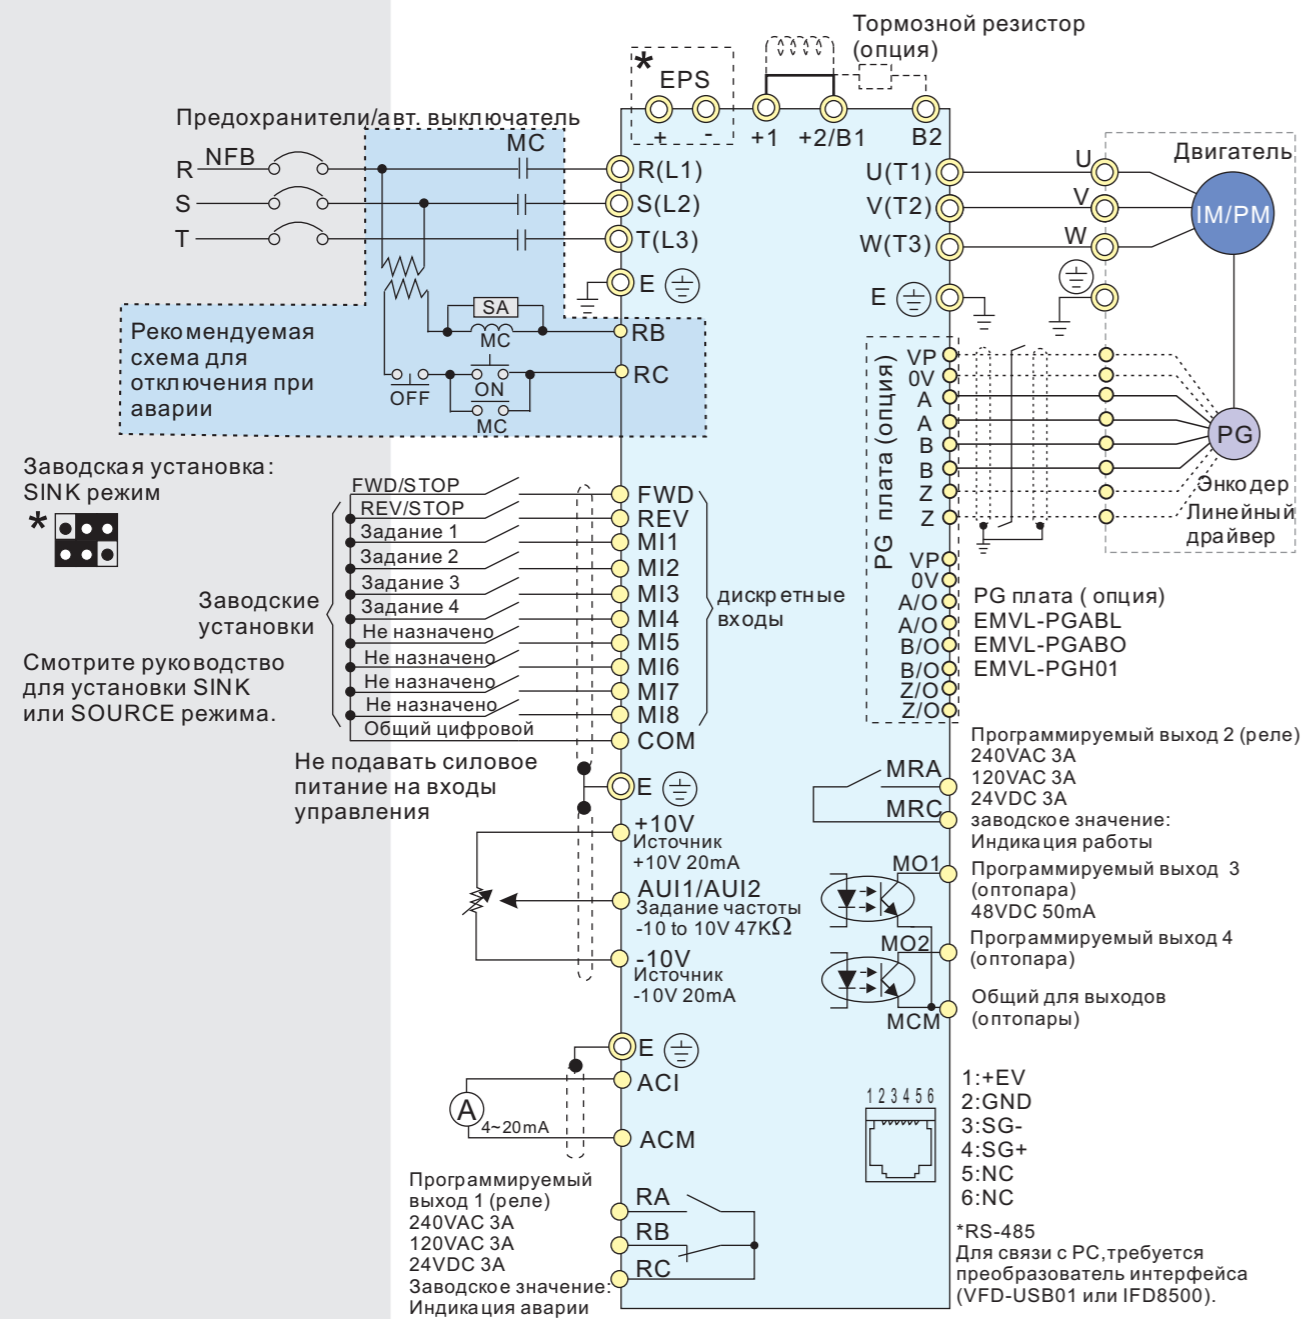 Тормозной резистор
(опция)
* EPS
+ - +1 +2/B1 B2
Предохранители/авт. выключатель
NFB
MC
R
S
T
R(L1)
S(L2)
T(L3)
E
U(T1)
V(T2)
W(T3)
E
U
V
W
Двигатель
IM/PM
Рекомендуемая
схема для
отключения при
аварии
SA
MC
OFF
ON
MC
RB
RC
PG плата (опция)
VP
0V
A
A
B
B
Z
Z
VP
0V
A/O
A/O
B/O
B/O
Z/O
Z/O
PG
Энкодер
Линейный
драйвер
PG плата ( опция)
EMVL-PGABL
EMVL-PGABO
EMVL-PGH01
Заводская установка:
SINK режим
*
Смотрите руководство
для установки SINK
или SOURCE режима.
Заводские
установки
FWD/STOP
REV/STOP
Задание 1
Задание 2
Задание 3
Задание 4
Не назначено
Не назначено
Не назначено
Не назначено
Общий цифровой
FWD
REV
MI1
MI2
MI3
MI4
MI5
MI6
MI7
MI8
COM
дискретные
входы
Не подавать силовое
питание на входы
управления
E
+10V
Источник
+10V 20mA
AUI1/AUI2
Задание частоты
-10 to 10V 47KΩ
-10V
Источник
-10V 20mA
E
ACI
A
4~20mA
ACM
Программируемый
выход 1 (реле)
240VAC 3A
120VAC 3A
24VDC 3A
Заводское значение:
Индикация аварии
RA
RB
RC
MRA
MRC
Программируемый выход 2 (реле)
240VAC 3A
120VAC 3A
24VDC 3A
заводское значение:
Индикация работы
MO1
Программируемый выход 3
(оптопара)
48VDC 50mA
MO2
Программируемый выход 4
(оптопара)
MCM
Общий для выходов
(оптопары)
1 2 3 4 5 6
1:+EV
2:GND
3:SG-
4:SG+
5:NC
6:NC
*RS-485
Для связи с PC,требуется
преобразователь интерфейса
(VFD-USB01 или IFD8500).